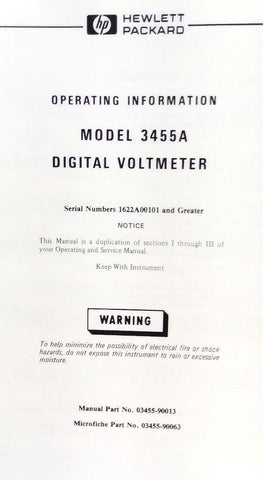 hp HEWLETT
PACKARD
OPERATING INFORMATION
MODEL 3455A
DIGITAL VOLTMETER
Serial Numbers 1622A00101 and Greater
NOTICE
This Manual is a duplication of sections I through III of
your Operating and Service Manual.
Keep With Instrument
WARNING
To help minimize the possibility of electrical fire or shock
hazards, do not expose this instrument to rain or excessive
moisture.
Manual Part No. 03455-90013
Microfiche Part No. 03455-90063